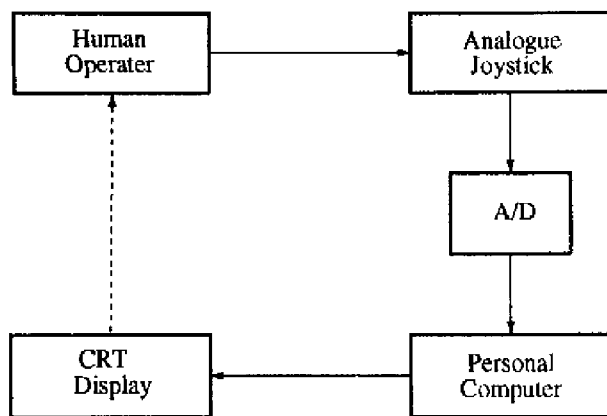 Human
Operater
Analogue
Joystick
A/D
CRT
Display
Personal
Computer